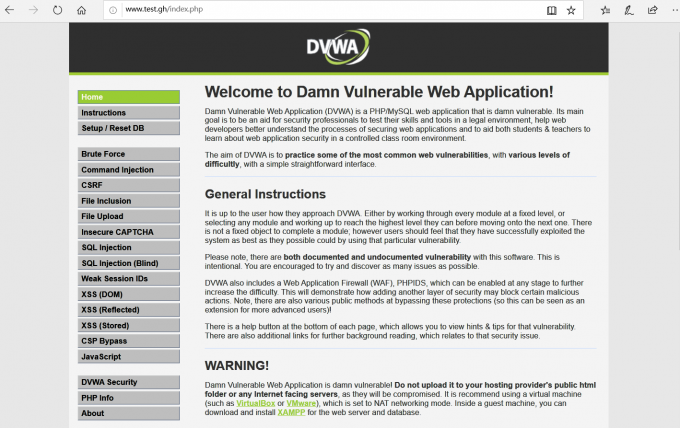 www.test.gh/index.php
DVWA
Home
Instructions
Setup / Reset DB
Brute Force
Command Injection
CSRF
File Inclusion
File Upload
Insecure CAPTCHA
SQL Injection
SQL Injection (Blind)
Weak Session IDs
XSS (DOM)
XSS (Reflected)
XSS (Stored)
CSP Bypass
JavaScript
DVWA Security
PHP Info
About
Welcome to Damn Vulnerable Web Application!
Damn Vulnerable Web Application (DVWA) is a PHP/MySQL web application that is damn vulnerable. Its main
goal is to be an aid for security professionals to test their skills and tools in a legal environment, help web
developers better understand the processes of securing web applications and to aid both students & teachers to
learn about web application security in a controlled class room environment.
The aim of DVWA is to practice some of the most common web vulnerabilities, with various levels of
difficultly, with a simple straightforward interface.
General Instructions
It is up to the user how they approach DVWA. Either by working through every module at a fixed level, or
selecting any module and working up to reach the highest level they can before moving onto the next one. There
is not a fixed object to complete a module; however users should feel that they have successfully exploited the
system as best as they possible could by using that particular vulnerability.
Please note, there are both documented and undocumented vulnerability with this software. This is
intentional. You are encouraged to try and discover as many issues as possible.
DVWA also includes a Web Application Firewall (WAF), PHPIDS, which can be enabled at any stage to further
increase the difficulty. This will demonstrate how adding another layer of security may block certain malicious
actions. Note, there are also various public methods at bypassing these protections (so this can be seen as an
extension for more advanced users)!
There is a help button at the bottom of each page, which allows you to view hints & tips for that vulnerability.
There are also additional links for further background reading, which relates to that security issue.
WARNING!
Damn Vulnerable Web Application is damn vulnerable! Do not upload it to your hosting provider's public html
folder or any Internet facing servers, as they will be compromised. It is recommend using a virtual machine
(such as VirtualBox or VMware), which is set to NAT networking mode. Inside a guest machine, you can
download and install XAMPP for the web server and database.